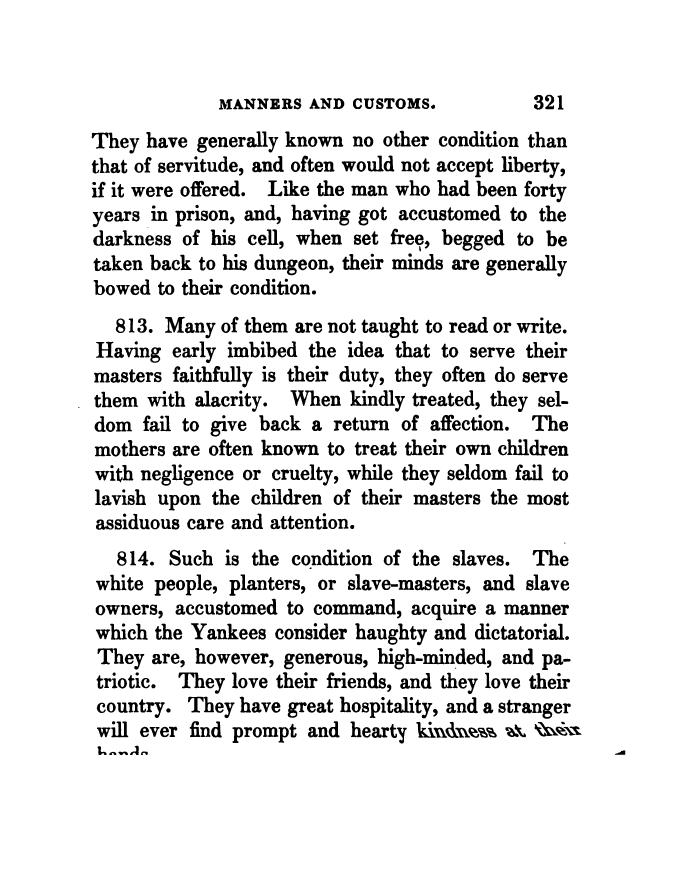 MANNERS AND CUSTOMS. 321
They have generally known no other condition than
that of servitude, and often would not accept liberty,
if it were offered. Like the man who had been forty
years in prison, and, having got accustomed to the
darkness of his cell, when set free, begged to be
taken back to his dungeon, their minds are generally
bowed to their condition.
813. Many of them are not taught to read or write.
Having early imbibed the idea that to serve their
masters faithfully is their duty, they often do serve
them with alacrity. When kindly treated, they sel-
dom fail to give back a return of affection. The
mothers are often known to treat their own children
with negligence or cruelty, while they seldom fail to
lavish upon the children of their masters the most
assiduous care and attention.
814. Such is the condition of the slaves. The
white people, planters, or slave-masters, and slave
owners, accustomed to command, acquire a manner
which the Yankees consider haughty and dictatorial.
They are, however, generous, high-minded, and pa-
triotic. They love their friends, and they love their
country. They have great hospitality, and a stranger
will ever find prompt and hearty kindness at their
hands.